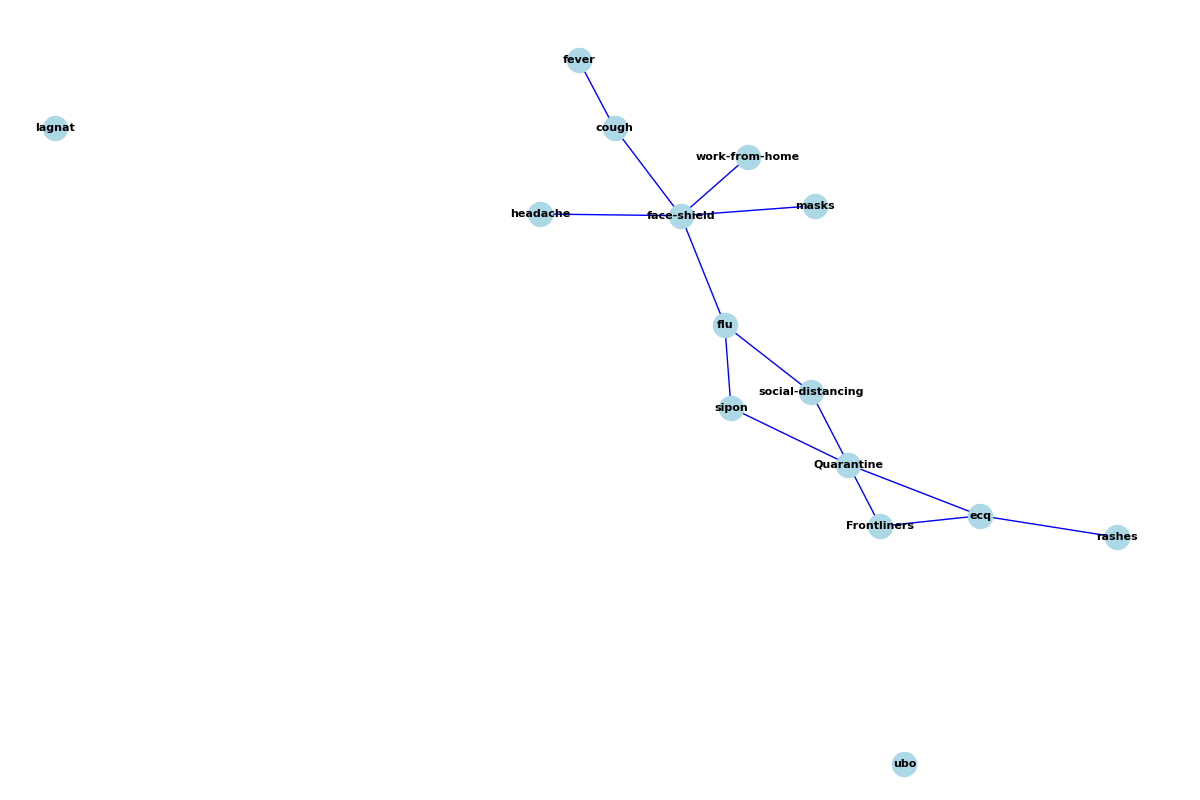 fever
lagnat
cough
work-from-home
masks
headache
face-shield
flu
social-distancing
sipon
Quarantine
ecq
Frontliners
rashes
ubo